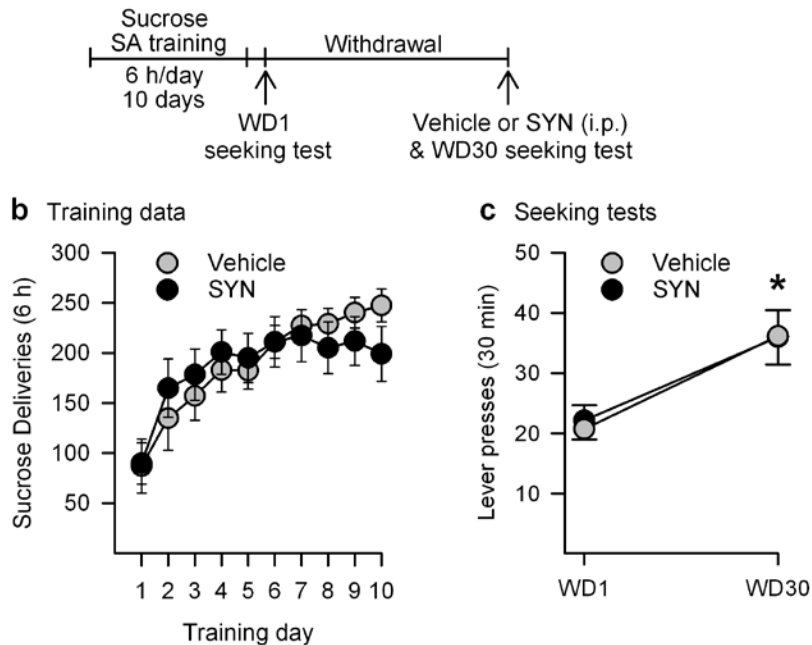 Sucrose
SA training
Withdrawal
6 h/day
10 days
WD1
seeking test
Vehicle or SYN (i.p.)
& WD30 seeking test
b Training data
300
250
200
150
100
50
Sucrose Deliveries (6 h)
Vehicle
SYN
1 2 3 4 5 6 7 8 9 10
Training day
c Seeking tests
50
40
30
20
10
Lever presses (30 min)
Vehicle
SYN
*
WD1 WD30